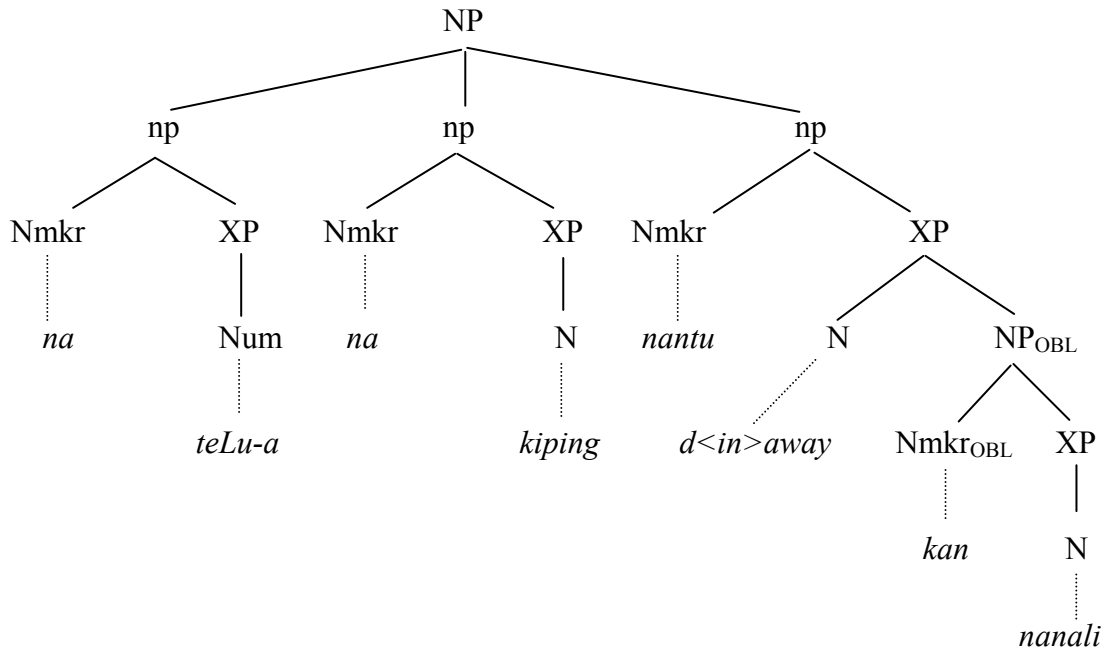 NP
np np np
Nmkr XP Nmkr XP Nmkr XP
na Num na N nantu N NP_OBL
teLu-a kiping d<in>away Nmkr_OBL XP
kan N
nanali